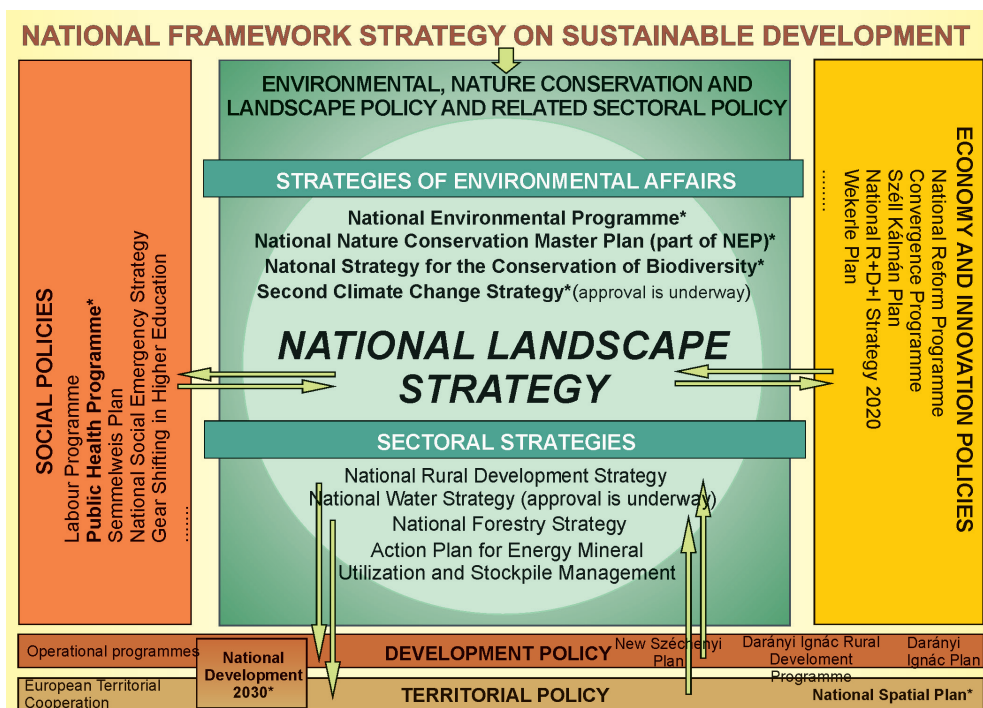 NATIONAL FRAMEWORK STRATEGY ON SUSTAINABLE DEVELOPMENT
ENVIRONMENTAL, NATURE CONSERVATION AND
LANDSCAPE POLICY AND RELATED SECTORAL POLICY
STRATEGIES OF ENVIRONMENTAL AFFAIRS
National Environmental Programme*
National Nature Conservation Master Plan (part of NEP)*
Natonal Strategy for the Conservation of Biodiversity*
Second Climate Change Strategy* (approval is underway)
NATIONAL LANDSCAPE
STRATEGY
SECTORAL STRATEGIES
National Rural Development Strategy
National Water Strategy (approval is underway)
National Forestry Strategy
Action Plan for Energy Mineral
Utilization and Stockpile Management
SOCIAL POLICIES
Labour Programme
Public Health Programme*
Semmelweis Plan
National Social Emergency Strategy
Gear Shifting in Higher Education
......
ECONOMY AND INNOVATION POLICIES
National Reform Programme
Convergence Programme
Széll Kálmán Plan
National R+D+I Strategy 2020
Wekerle Plan
........
Operational programmes
National
Development
2030*
DEVELOPMENT POLICY
New Széchenyi
Plan
Darányi Ignác Rural
Develoment
Programme
Darányi
Ignác Plan
European Territorial
Cooperation
TERRITORIAL POLICY
National Spatial Plan*